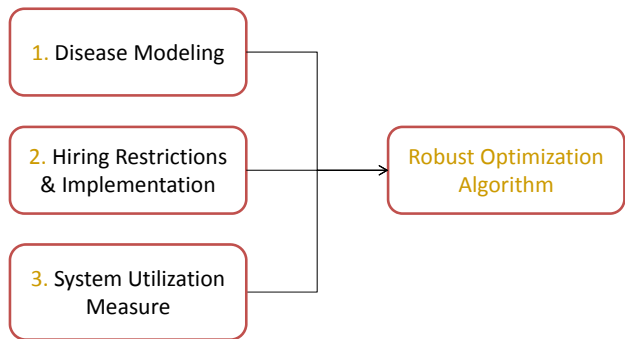 1. Disease Modeling
2. Hiring Restrictions
& Implementation
3. System Utilization
Measure
Robust Optimization
Algorithm